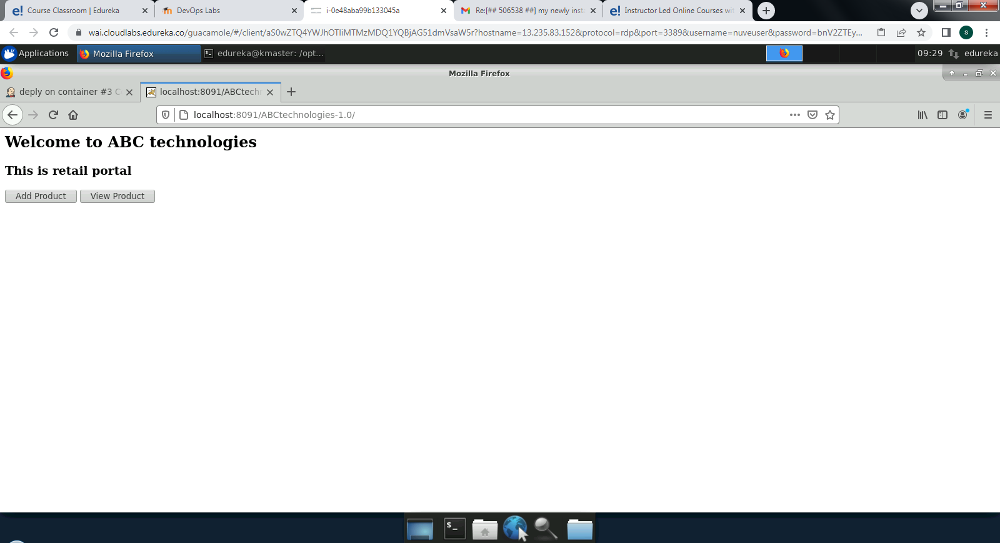 Course Classroom | Edureka
DevOps Labs
i-0e48aba99b133045a
Re:[## 506538 ##] my newly inst
Instructor Led Online Courses wit
wai.cloudlabs.edureka.co/guacamole/#/client/aS0wZTQ4YWJhOTliMTMzMDQ1YQBjAG51dmVsaW5r?hostname=13.235.83.152&protocol=rdp&port=3389&username=nuveuser&password=bnV2ZTEy...
S
Applications
Mozilla Firefox
edureka@kmaster: /opt...
09:29
edureka
Mozilla Firefox
deply on container #3 C
localhost:8091/ABCtech
localhost:8091/ABCtechnologies-1.0/
Welcome to ABC technologies
This is retail portal
Add Product
View Product
$_